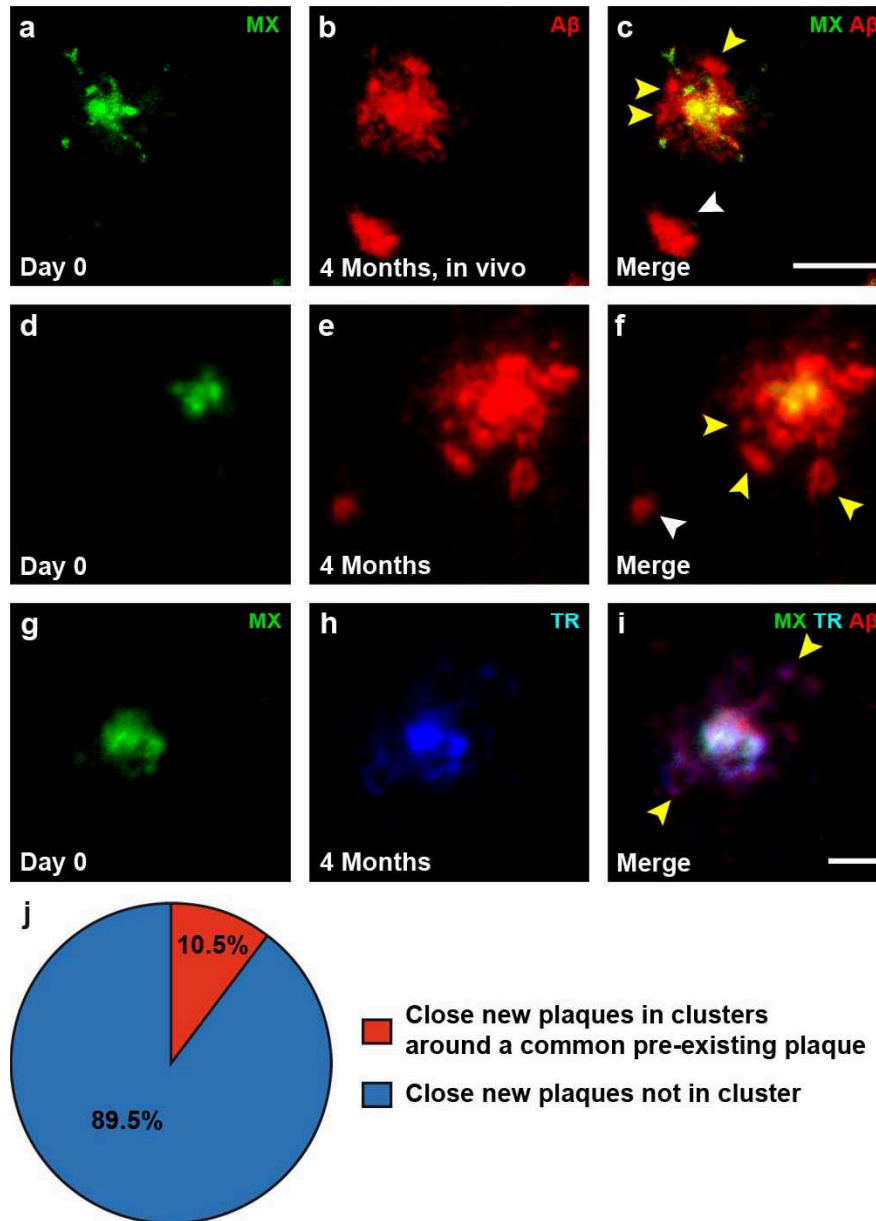 a MX
Day 0
b Aβ
4 Months, in vivo
c MX Aβ
Merge
d
Day 0
e
4 Months
f
Merge
g MX
Day 0
h TR
4 Months
i MX TR Aβ
Merge
j
10.5%
89.5%
Close new plaques in clusters
around a common pre-existing plaque
Close new plaques not in cluster